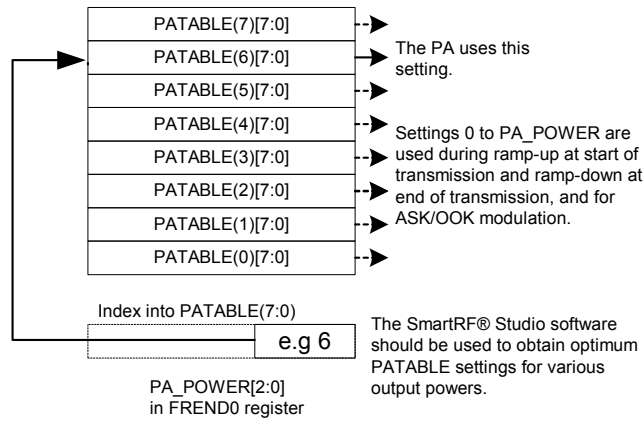 PATABLE(7)[7:0]
PATABLE(6)[7:0]
PATABLE(5)[7:0]
PATABLE(4)[7:0]
PATABLE(3)[7:0]
PATABLE(2)[7:0]
PATABLE(1)[7:0]
PATABLE(0)[7:0]
The PA uses this
setting.
Settings 0 to PA_POWER are
used during ramp-up at start of
transmission and ramp-down at
end of transmission, and for
ASK/OOK modulation.
Index into PATABLE(7:0)
e.g 6
PA_POWER[2:0]
in FREND0 register
The SmartRF® Studio software
should be used to obtain optimum
PATABLE settings for various
output powers.